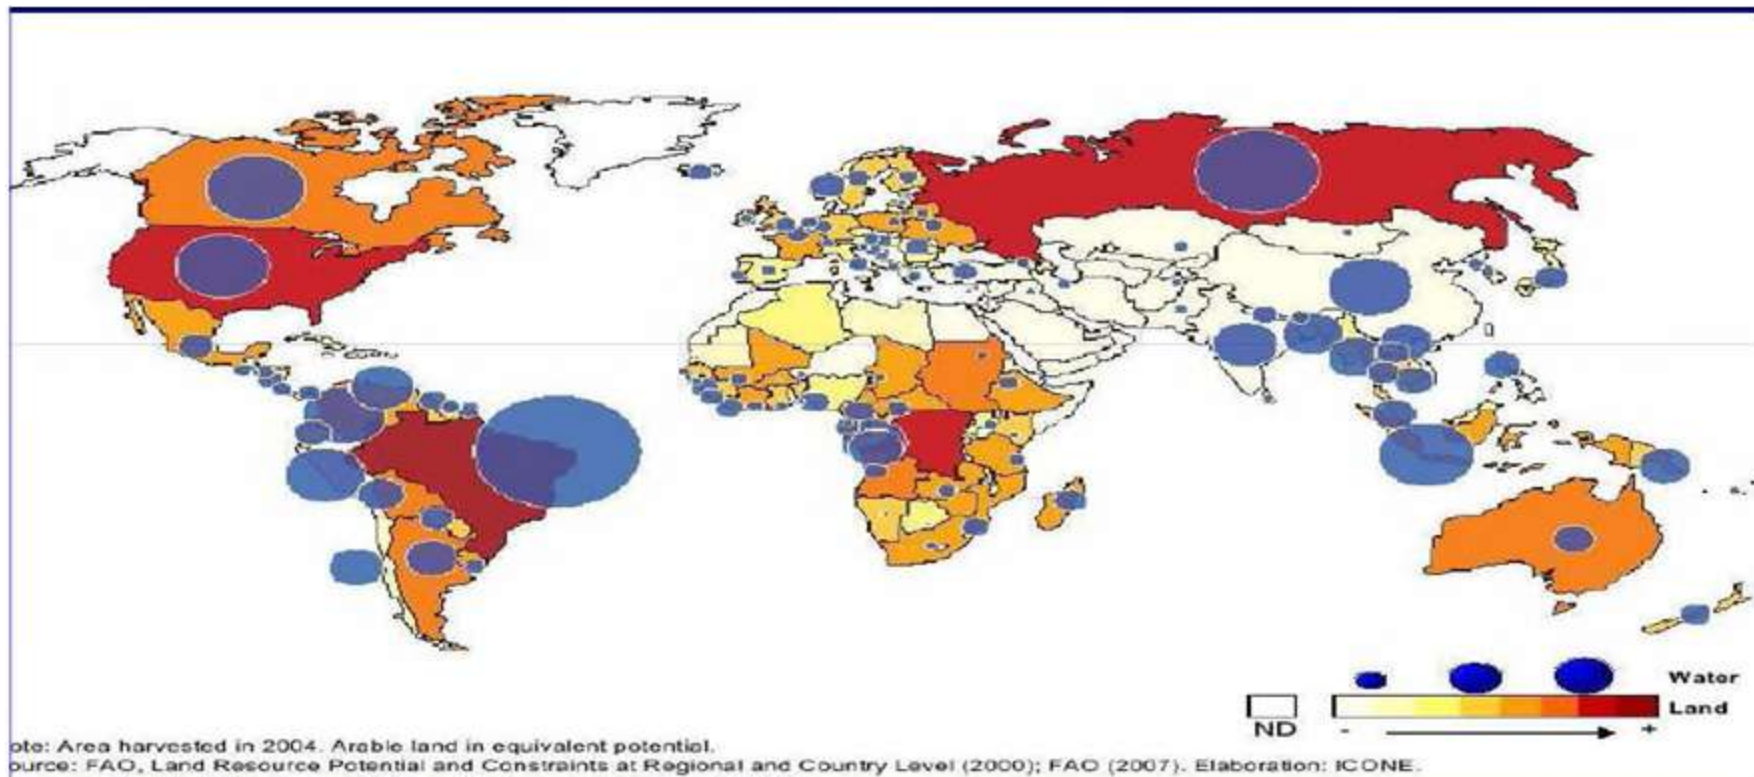 Water
Land
ND
- +
ote: Area harvested in 2004. Arable land in equivalent potential.
ource: FAO, Land Resource Potential and Constraints at Regional and Country Level (2000); FAO (2007). Elaboration: ICONE.